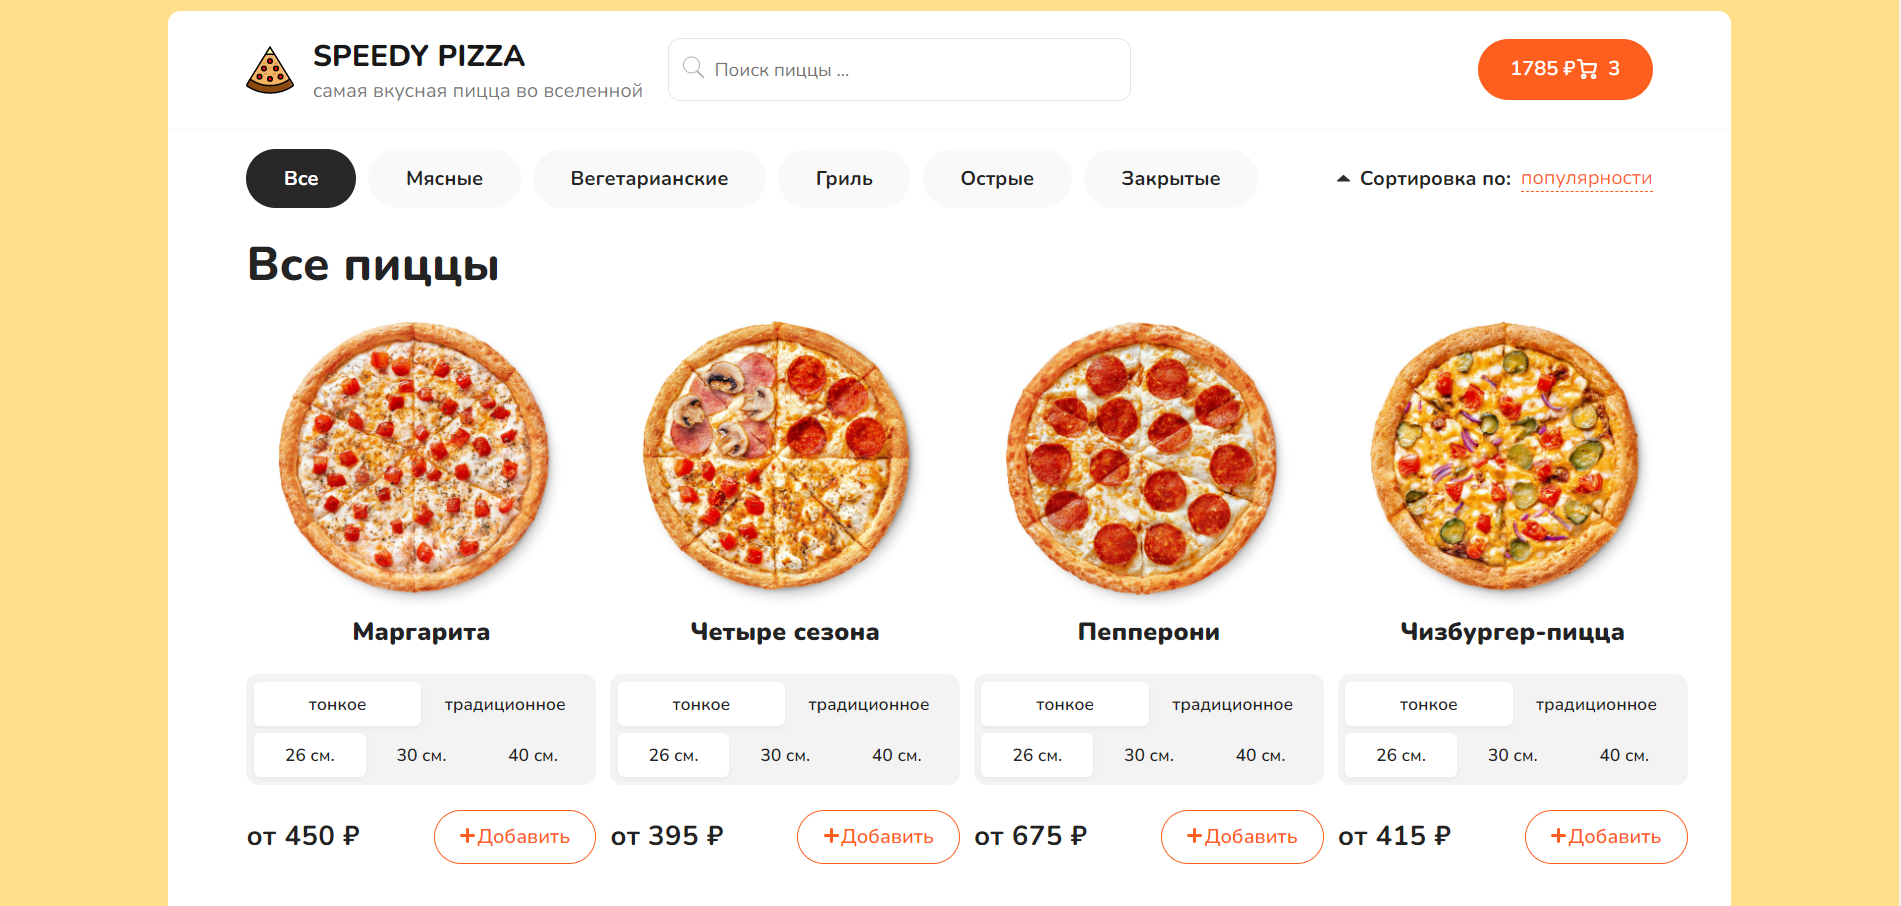 SPEEDY PIZZA
самая вкусная пицца во вселенной
Поиск пиццы ...
1785 ₽ 3
Все Мясные Вегетарианские Гриль Острые Закрытые Сортировка по: популярности
Все пиццы
Маргарита Четыре сезона Пепперони Чизбургер-пицца
тонкое традиционное тонкое традиционное тонкое традиционное тонкое традиционное
26 см. 30 см. 40 см. 26 см. 30 см. 40 см. 26 см. 30 см. 40 см. 26 см. 30 см. 40 см.
от 450 ₽ +Добавить от 395 ₽ +Добавить от 675 ₽ +Добавить от 415 ₽ +Добавить